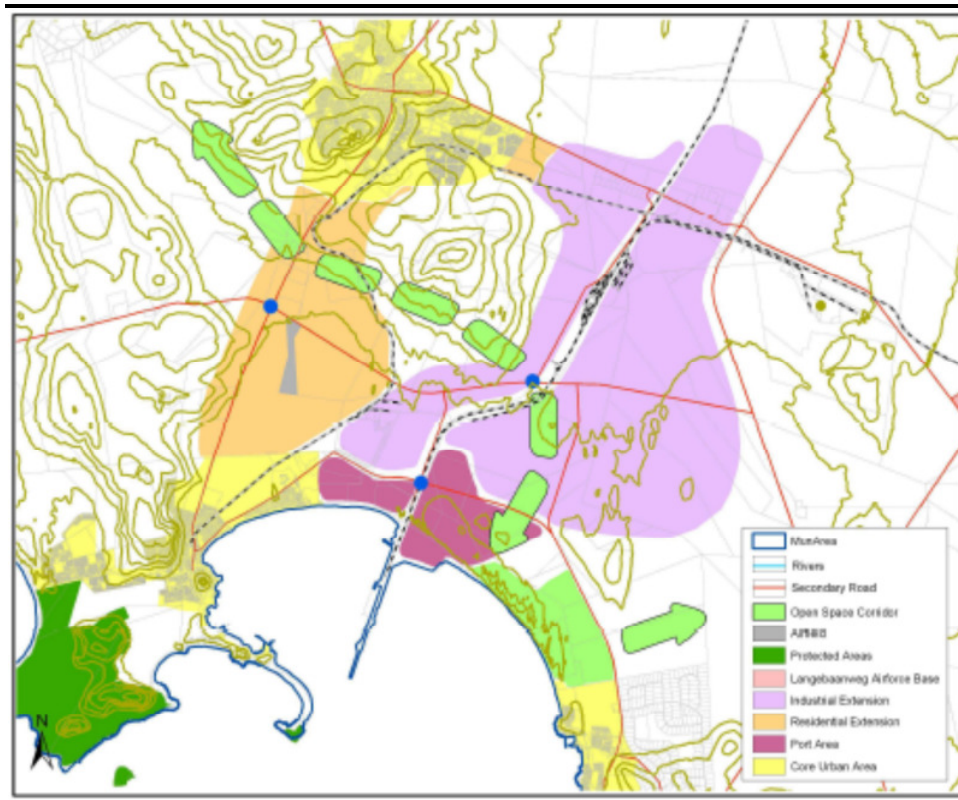 MunArea
Rivers
Secondary Road
Open Space Corridor
Protected Areas
Langebaanweg Airforce Base
Industrial Extension
Residential Extension
Port Area
Core Urban Area
N